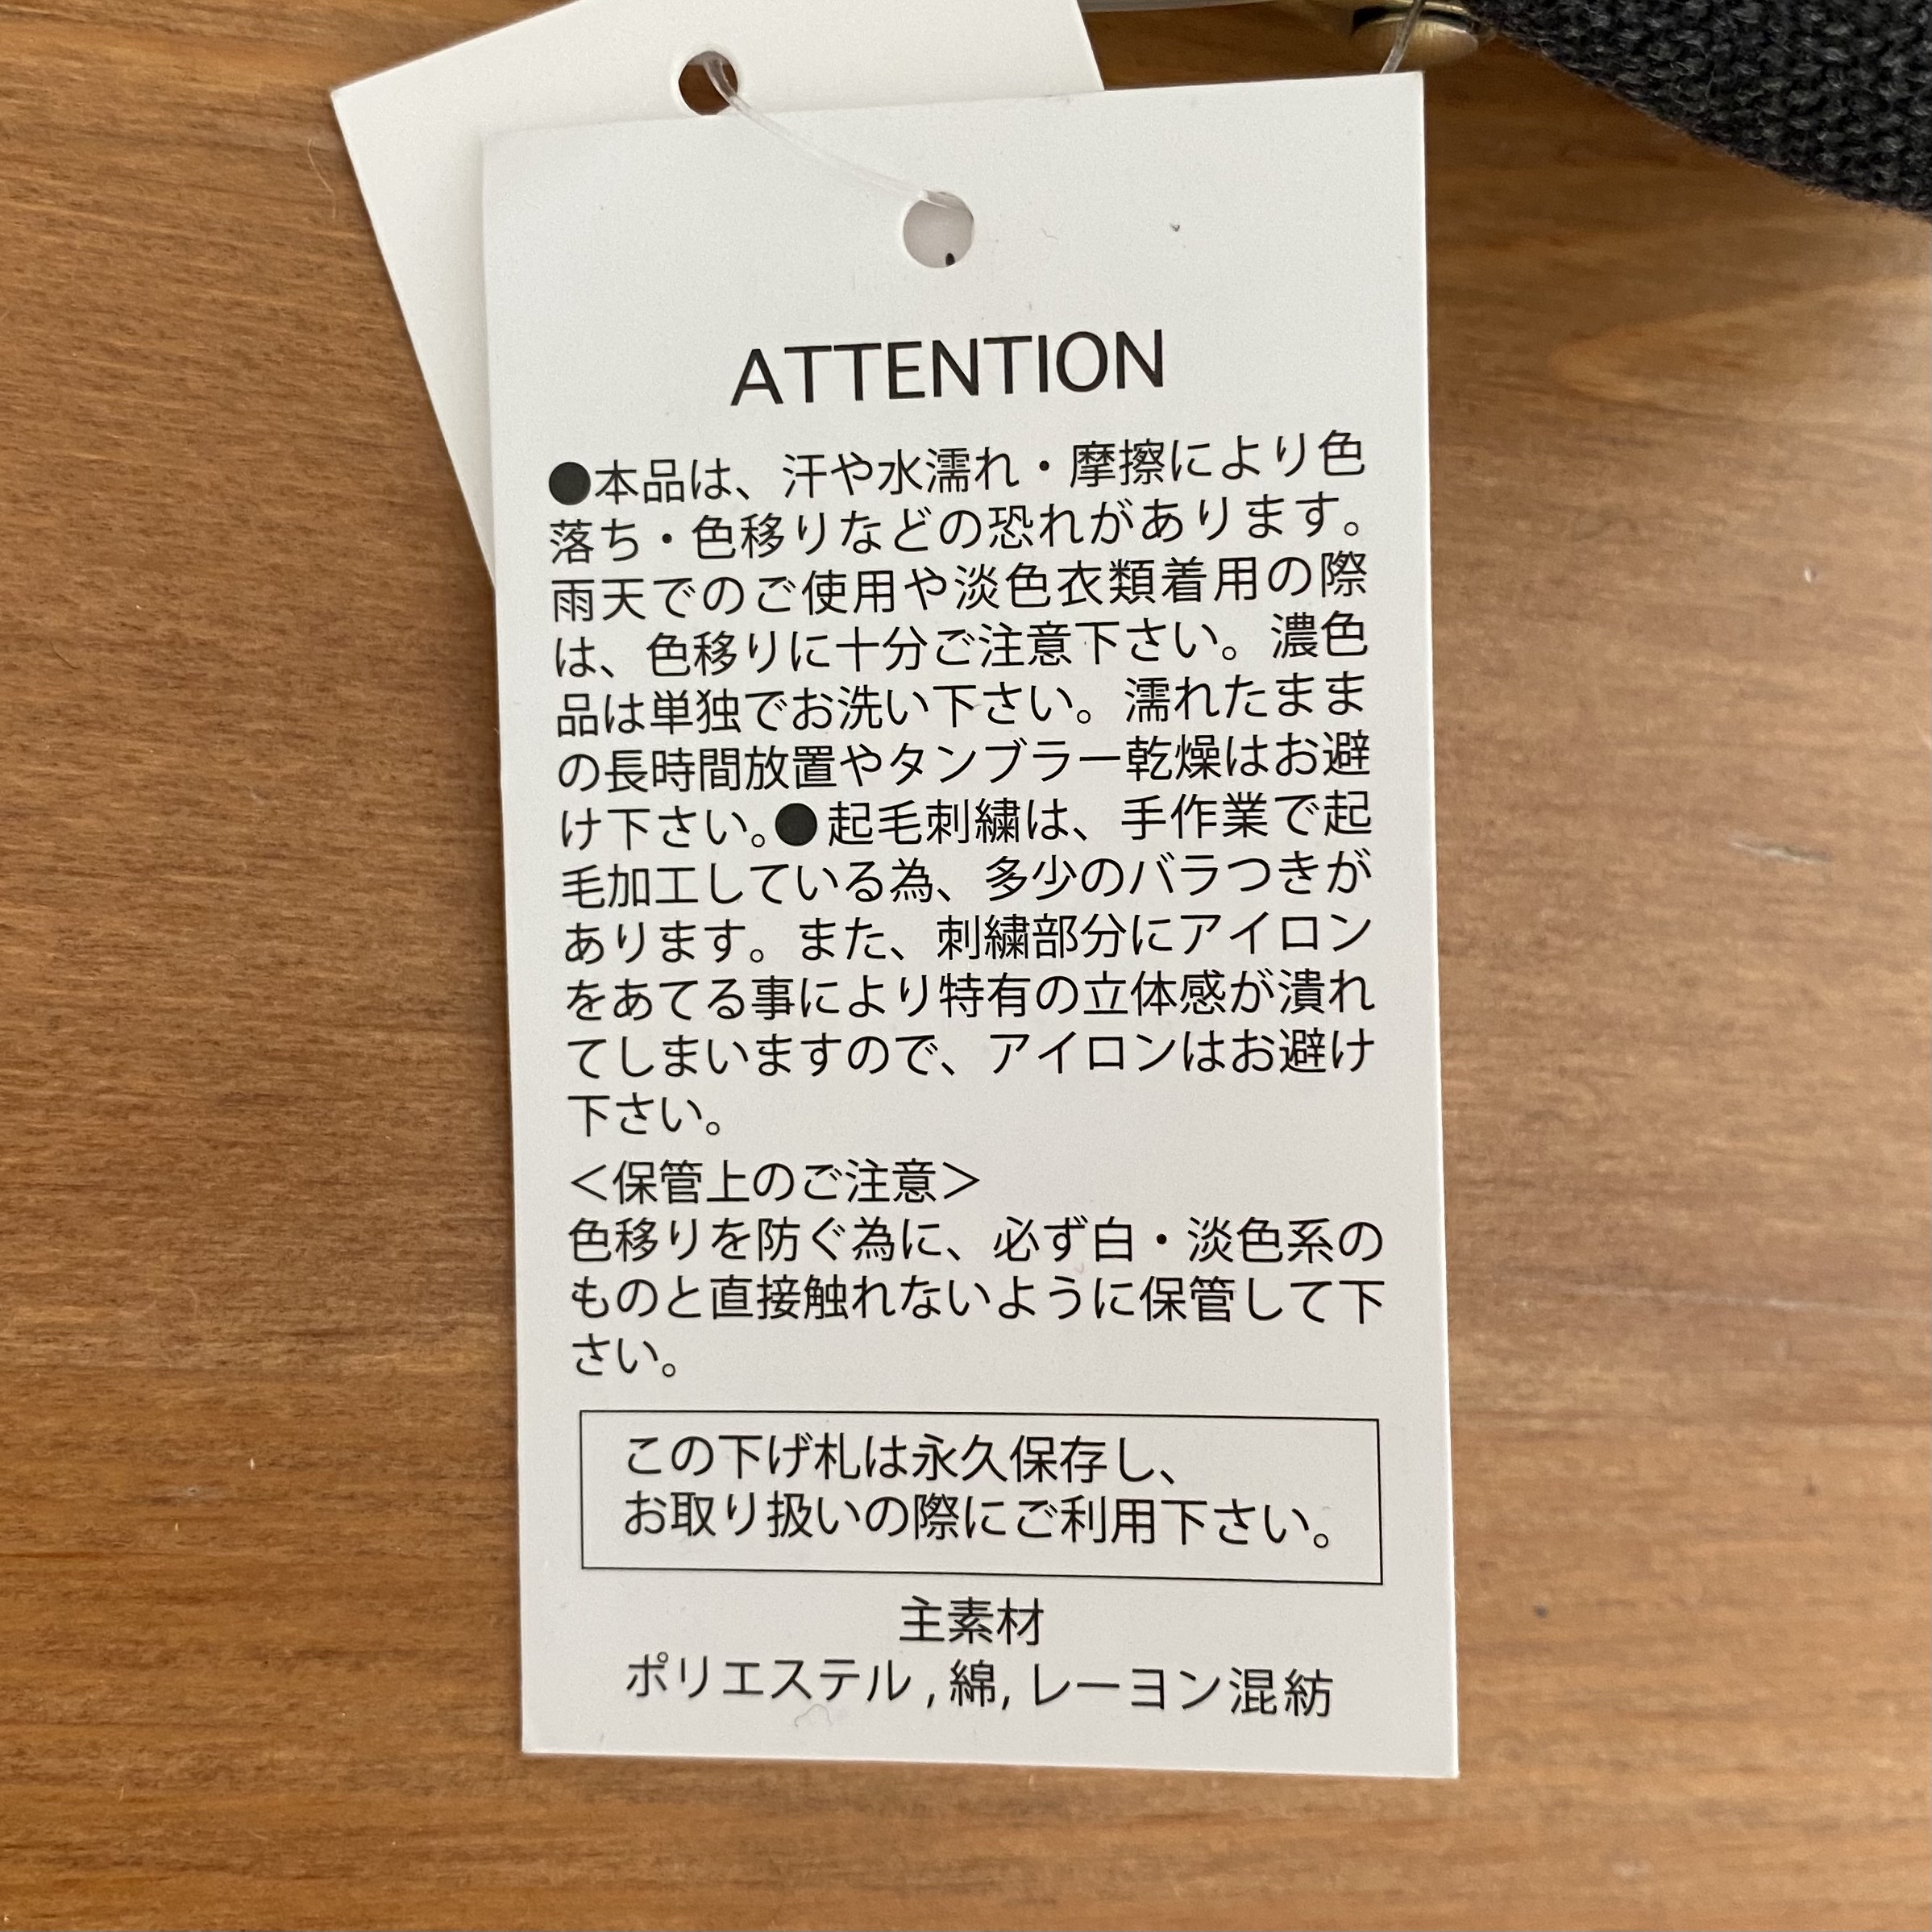 ATTENTION
●本品は、汗や水濡れ・摩擦により色
落ち・色移りなどの恐れがあります。
雨天でのご使用や淡色衣類着用の際
は、色移りに十分ご注意下さい。濃色
品は単独でお洗い下さい。濡れたまま
の長時間放置やタンブラー乾燥はお避
け下さい。●起毛刺繍は、手作業で起
毛加工している為、多少のバラつきが
あります。また、刺繍部分にアイロン
をあてる事により特有の立体感が潰れ
てしまいますので、アイロンはお避け
下さい。
＜保管上のご注意＞
色移りを防ぐ為に、必ず白・淡色系の
ものと直接触れないように保管して下
さい。
この下げ札は永久保存し、
お取り扱いの際にご利用下さい。
主素材
ポリエステル , 綿, レーヨン混紡